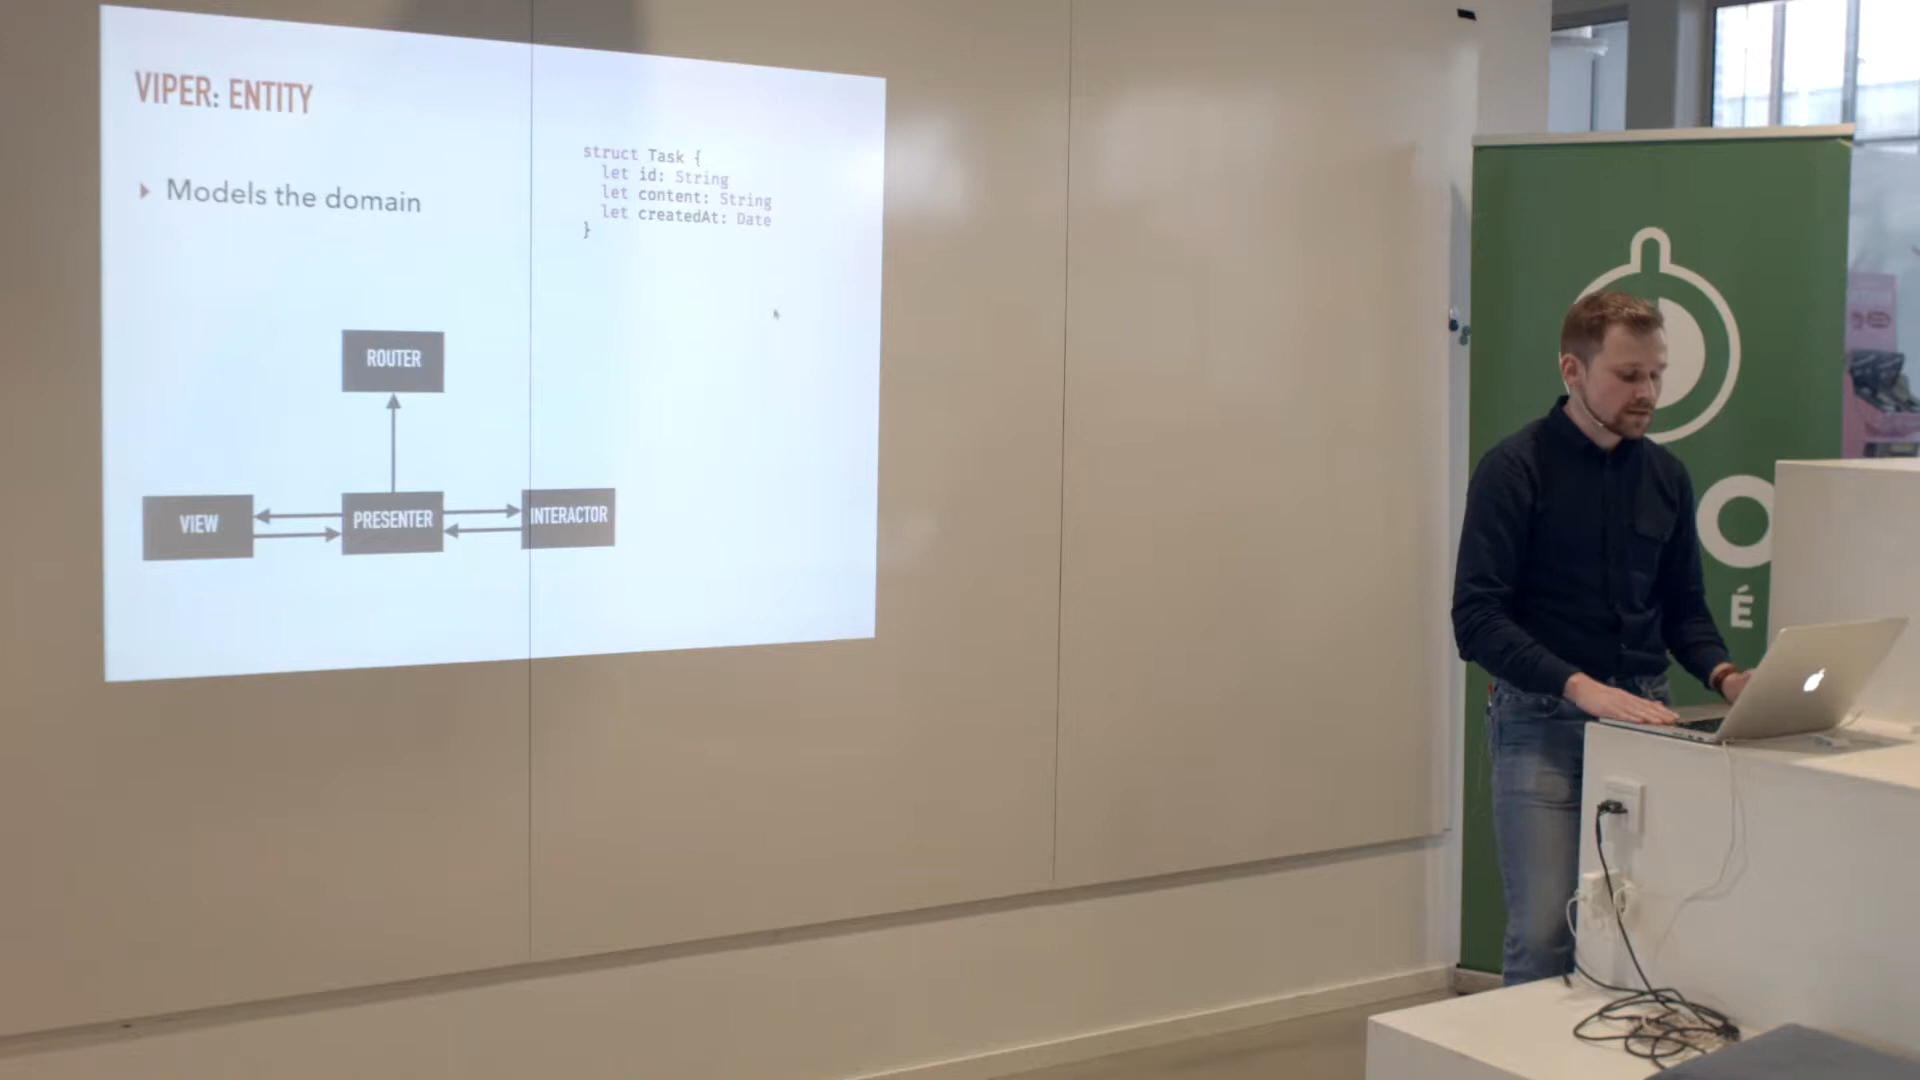 VIPER: ENTITY
Models the domain
struct Task {
let id: String
let content: String
let createdAt: Date
}
ROUTER
VIEW
PRESENTER
INTERACTOR
O
É